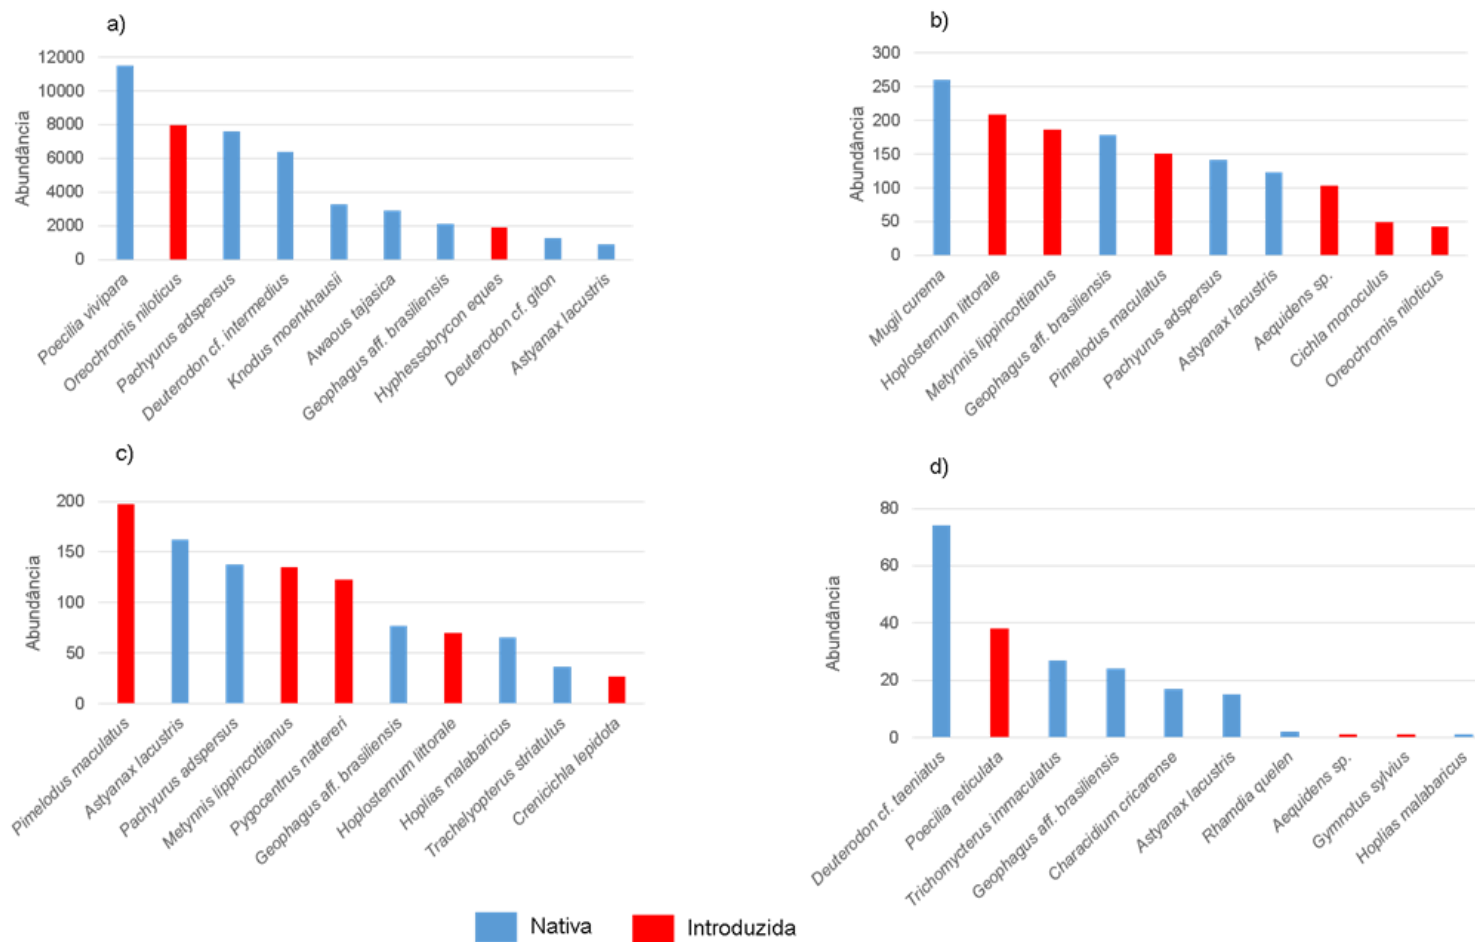 a)
12000
10000
8000
6000
4000
2000
0
Abundância
Poecilia vivipara
Oreochromis niloticus
Pachyurus adspersus
Deuterodon cf. intermedius
Knodus moenkhausii
Awaous tajasica
Geophagus aff. brasiliensis
Hyphessobrycon eques
Deuterodon cf. giton
Astyanax lacustris
b)
300
250
200
150
100
50
0
Abundância
Mugil curema
Hoplosternum littorale
Metynnis lippincottianus
Geophagus aff. brasiliensis
Pimelodus maculatus
Pachyurus adspersus
Astyanax lacustris
Aequidens sp.
Cichla monoculus
Oreochromis niloticus
c)
200
150
100
50
0
Abundância
Pimelodus maculatus
Astyanax lacustris
Pachyurus adspersus
Metynnis lippincottianus
Pygocentrus nattereri
Geophagus aff. brasiliensis
Hoplosternum littorale
Hoplias malabaricus
Trachelyopterus striatulus
Crenicichla lepidota
d)
80
60
40
20
0
Abundância
Deuterodon cf. taeniatus
Poecilia reticulata
Trichomycterus immaculatus
Geophagus aff. brasiliensis
Characidium cricarense
Astyanax lacustris
Rhamdia quelen
Aequidens sp.
Gymnotus sylvius
Hoplias malabaricus
Nativa
Introduzida